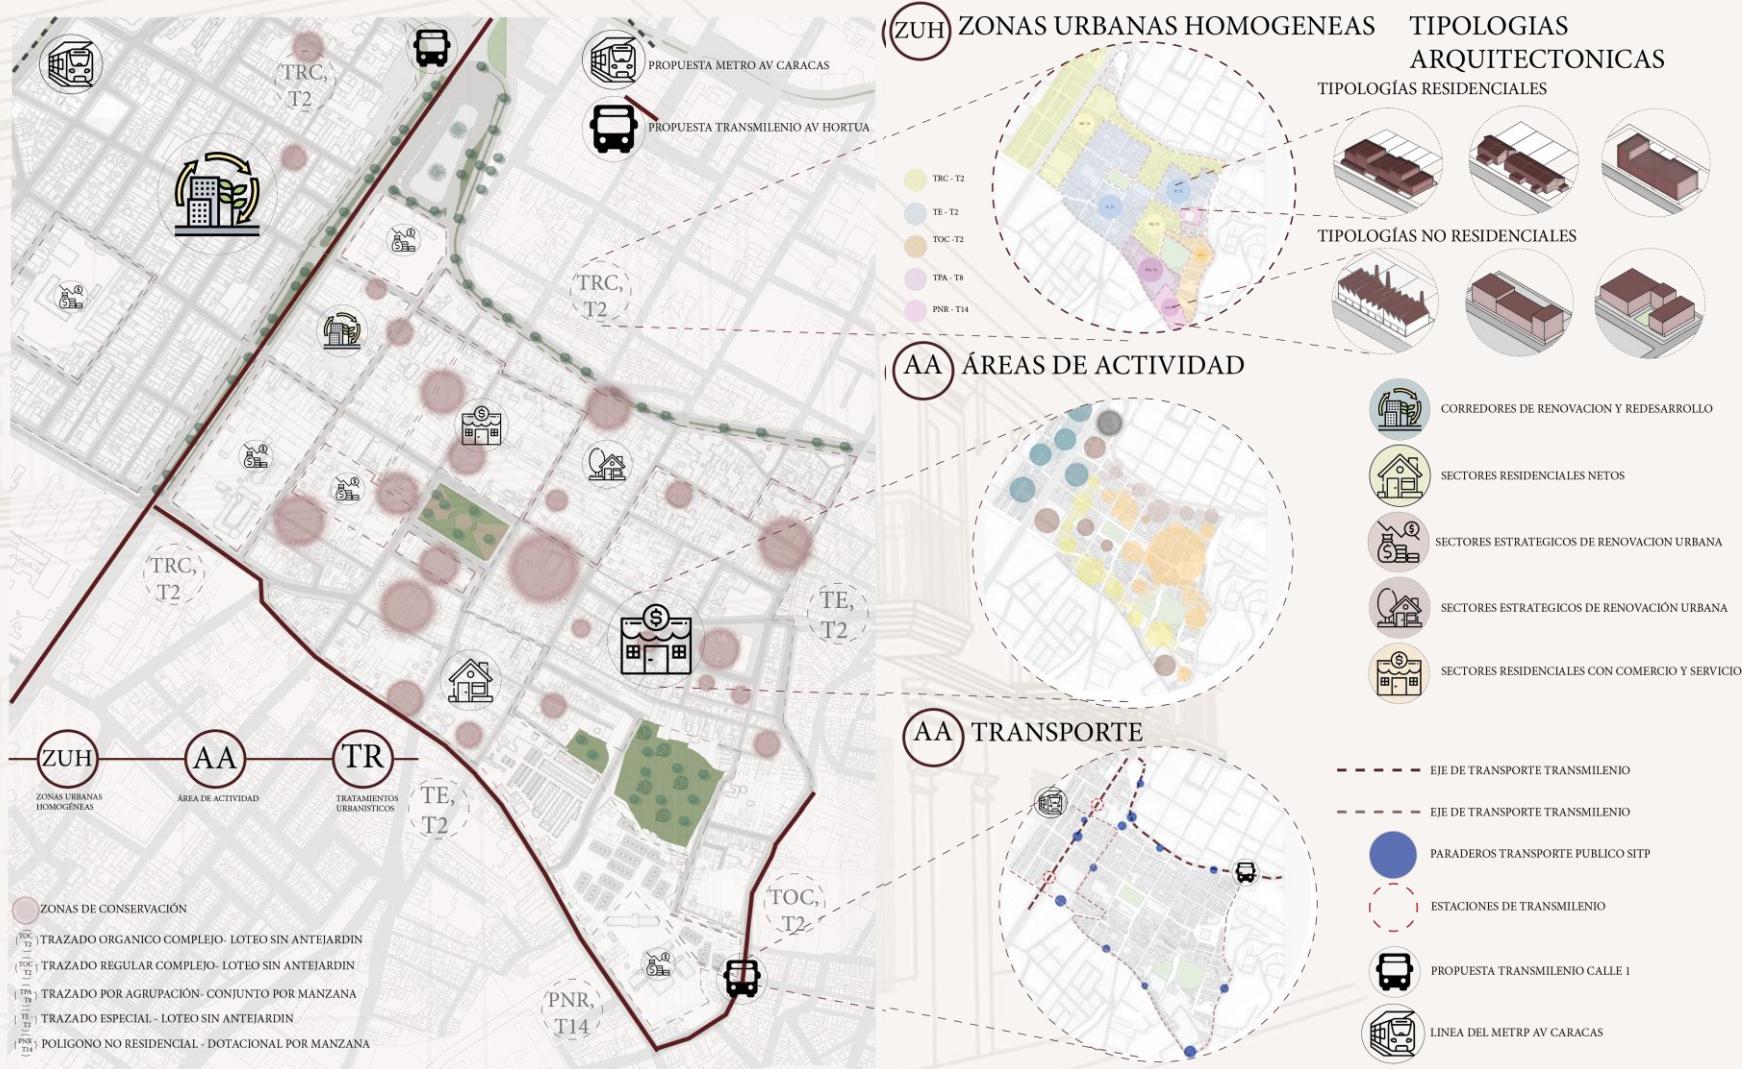 TRC,
T2
PROPUESTA METRO AV CARACAS
PROPUESTA TRANSMILENIO AV HORTUA
TRC,
T2
TRC,
T2
TE,
T2
ZUH
AA
TR
ZONAS URBANAS
HOMOGÉNEAS
ÁREA DE ACTIVIDAD
TRATAMIENTOS
URBANISTICOS
TE,
T2
TOC,
T2
PNR,
T14
ZONAS DE CONSERVACIÓN
TRAZADO ORGANICO COMPLEJO- LOTEO SIN ANTEJARDIN
TRAZADO REGULAR COMPLEJO- LOTEO SIN ANTEJARDIN
TRAZADO POR AGRUPACIÓN- CONJUNTO POR MANZANA
TRAZADO ESPECIAL - LOTEO SIN ANTEJARDIN
PNR
T14
POLIGONO NO RESIDENCIAL - DOTACIONAL POR MANZANA
ZUH
ZONAS URBANAS HOMOGENEAS
TRC - T2
TE - T2
TOC -T2
TPA - T8
PNR - T14
TIPOLOGIAS
ARQUITECTONICAS
TIPOLOGÍAS RESIDENCIALES
TIPOLOGÍAS NO RESIDENCIALES
AA
ÁREAS DE ACTIVIDAD
CORREDORES DE RENOVACION Y REDESARROLLO
SECTORES RESIDENCIALES NETOS
SECTORES ESTRATEGICOS DE RENOVACION URBANA
SECTORES ESTRATEGICOS DE RENOVACIÓN URBANA
SECTORES RESIDENCIALES CON COMERCIO Y SERVICIO
AA
TRANSPORTE
EJE DE TRANSPORTE TRANSMILENIO
EJE DE TRANSPORTE TRANSMILENIO
PARADEROS TRANSPORTE PUBLICO SITP
ESTACIONES DE TRANSMILENIO
PROPUESTA TRANSMILENIO CALLE 1
LINEA DEL METRP AV CARACAS